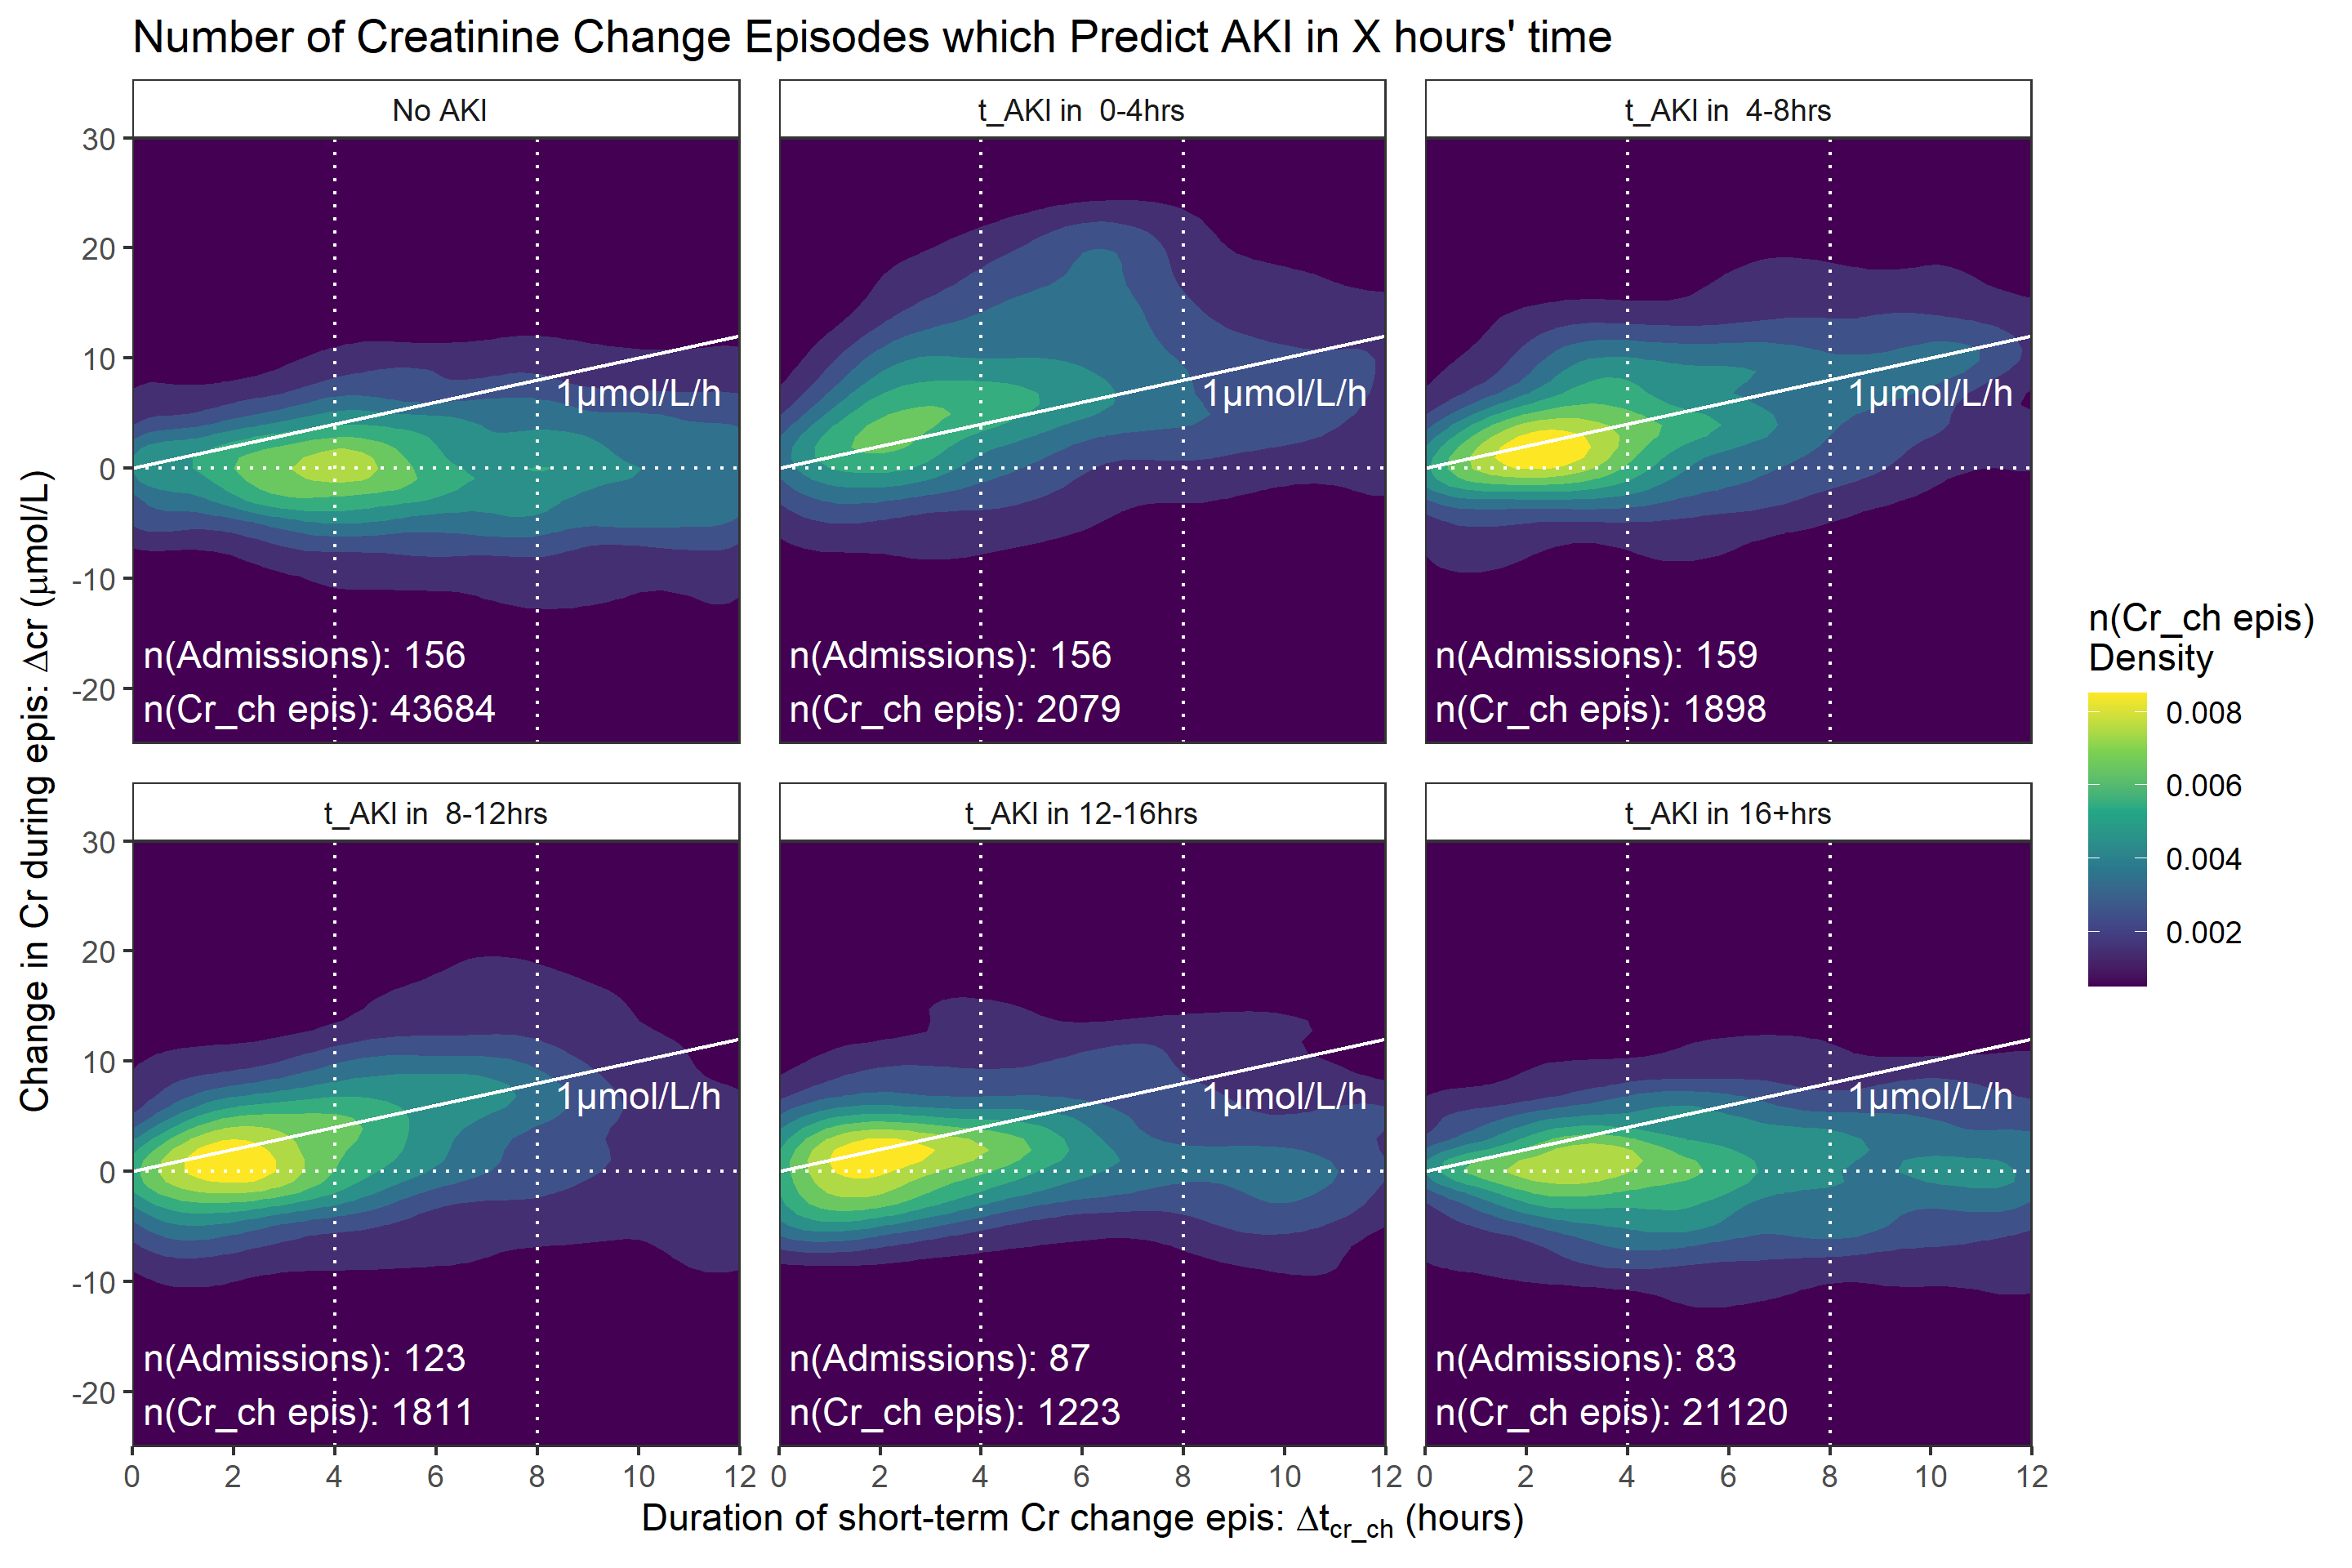 Number of Creatinine Change Episodes which Predict AKI in X hours' time
No AKI
t_AKI in  0-4hrs
t_AKI in  4-8hrs
30
20
10
0
-10
-20
1µmol/L/h
1µmol/L/h
1µmol/L/h
n(Admissions): 156
n(Cr_ch epis): 43684
n(Admissions): 156
n(Cr_ch epis): 2079
n(Admissions): 159
n(Cr_ch epis): 1898
Change in Cr during epis: Δcr (µmol/L)
t_AKI in  8-12hrs
t_AKI in 12-16hrs
t_AKI in 16+hrs
30
20
10
0
-10
-20
1µmol/L/h
1µmol/L/h
1µmol/L/h
n(Admissions): 123
n(Cr_ch epis): 1811
n(Admissions): 87
n(Cr_ch epis): 1223
n(Admissions): 83
n(Cr_ch epis): 21120
0 2 4 6 8 10 12
0 2 4 6 8 10 12
0 2 4 6 8 10 12
Duration of short-term Cr change epis: Δt_cr_ch (hours)
n(Cr_ch epis)
Density
0.008
0.006
0.004
0.002